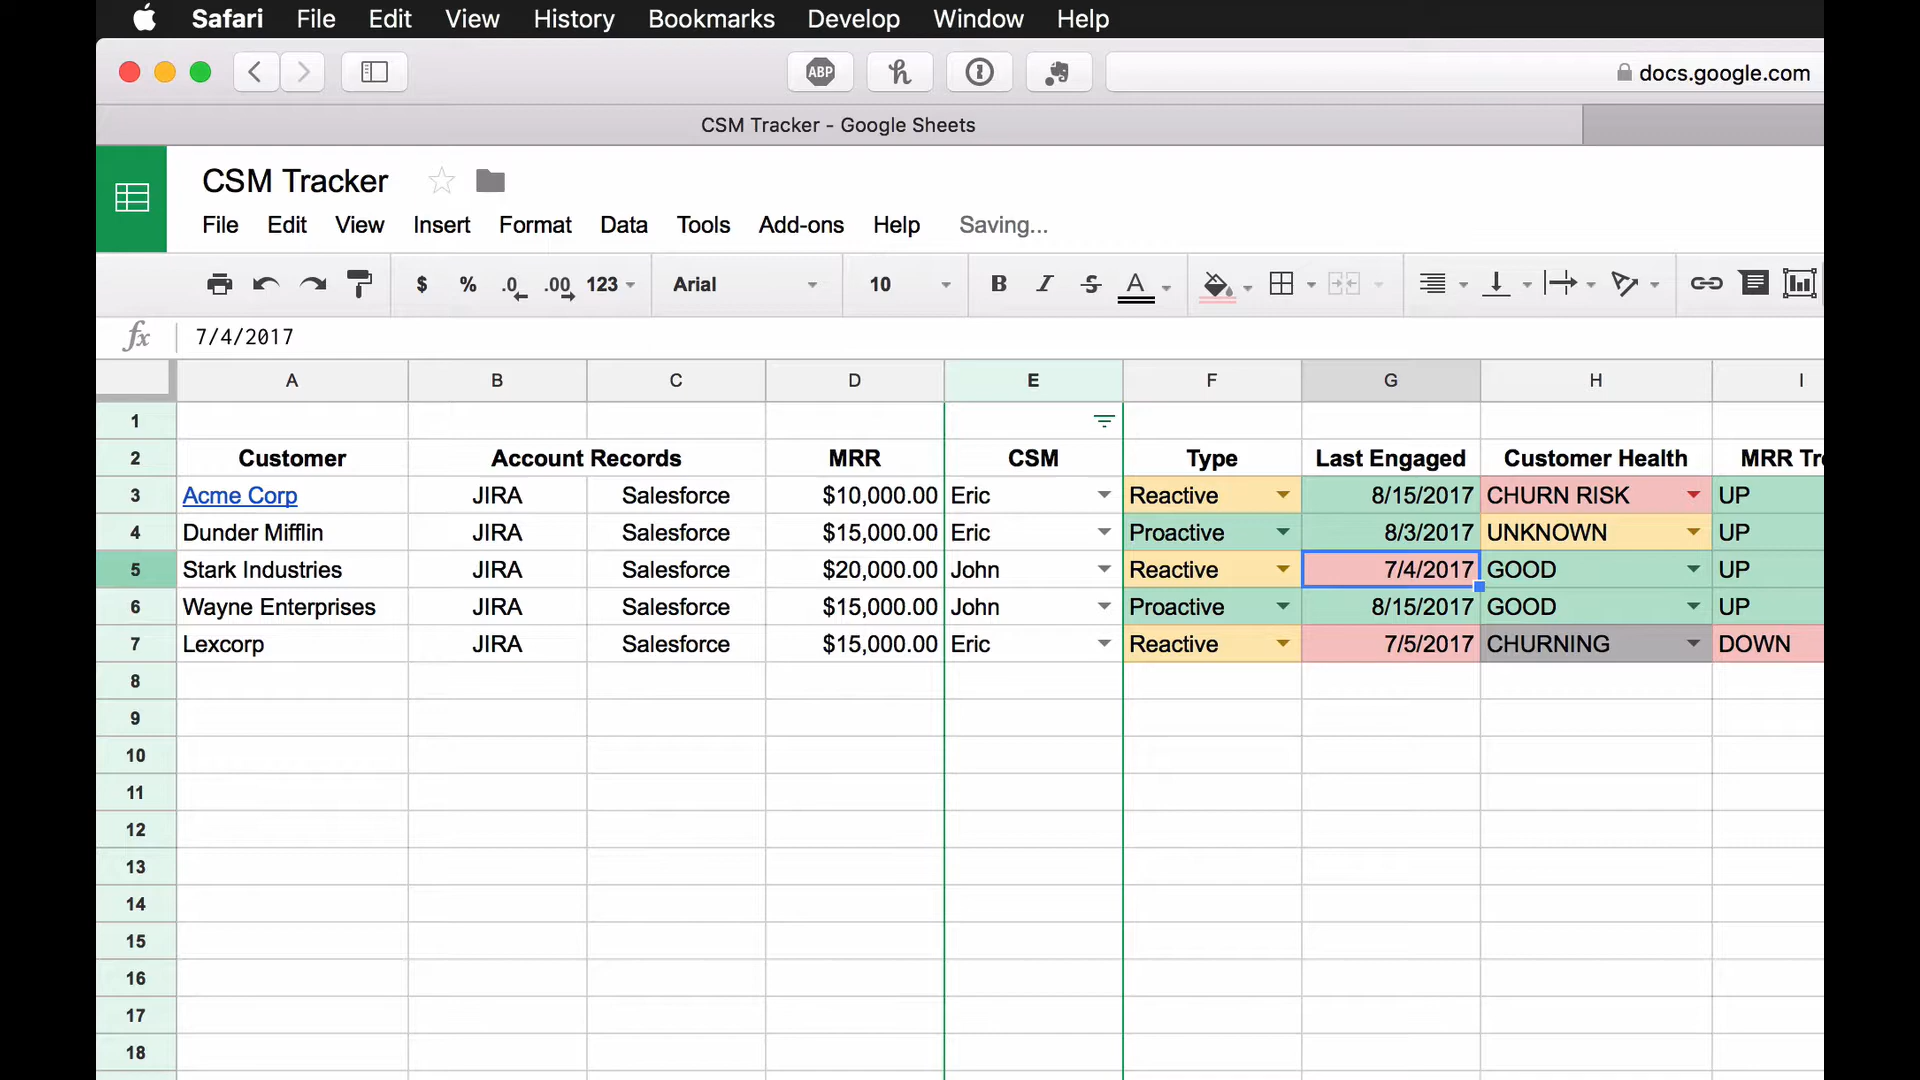 Safari File Edit View History Bookmarks Develop Window Help
ABP h docs.google.com
CSM Tracker - Google Sheets
CSM Tracker
File Edit View Insert Format Data Tools Add-ons Help Saving...
$ % .0 .00 123 Arial 10 B I S A
fx 7/4/2017
A B C D E F G H I
1
2 Customer Account Records MRR CSM Type Last Engaged Customer Health MRR Tr
3 Acme Corp JIRA Salesforce $10,000.00 Eric Reactive 8/15/2017 CHURN RISK UP
4 Dunder Mifflin JIRA Salesforce $15,000.00 Eric Proactive 8/3/2017 UNKNOWN UP
5 Stark Industries JIRA Salesforce $20,000.00 John Reactive 7/4/2017 GOOD UP
6 Wayne Enterprises JIRA Salesforce $15,000.00 John Proactive 8/15/2017 GOOD UP
7 Lexcorp JIRA Salesforce $15,000.00 Eric Reactive 7/5/2017 CHURNING DOWN
8
9
10
11
12
13
14
15
16
17
18